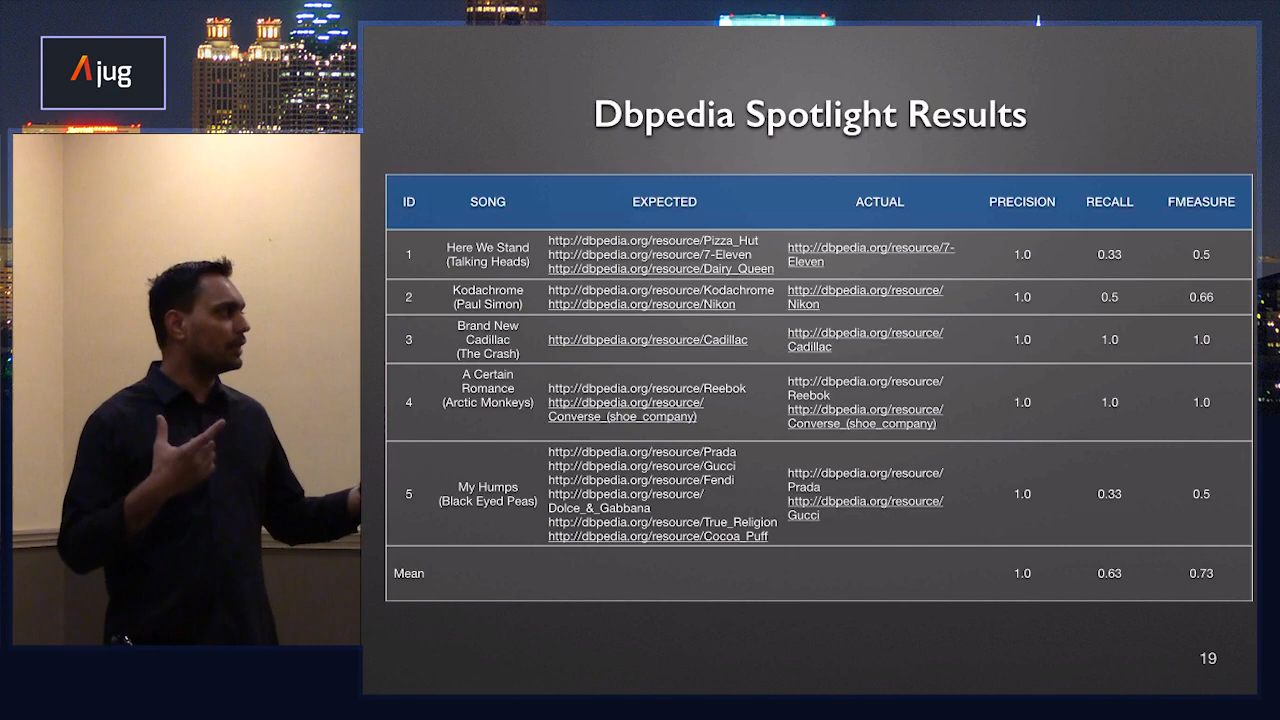 jug
Dbpedia Spotlight Results
ID SONG EXPECTED ACTUAL PRECISION RECALL FMEASURE
1
Here We Stand
(Talking Heads)
http://dbpedia.org/resource/Pizza_Hut
http://dbpedia.org/resource/7-Eleven
http://dbpedia.org/resource/Dairy_Queen
http://dbpedia.org/resource/7-
Eleven
1.0 0.33 0.5
2
Kodachrome
(Paul Simon)
http://dbpedia.org/resource/Kodachrome
http://dbpedia.org/resource/Nikon
http://dbpedia.org/resource/
Nikon
1.0 0.5 0.66
3
Brand New
Cadillac
(The Crash)
http://dbpedia.org/resource/Cadillac
http://dbpedia.org/resource/
Cadillac
1.0 1.0 1.0
4
A Certain
Romance
(Arctic Monkeys)
http://dbpedia.org/resource/Reebok
http://dbpedia.org/resource/
Converse_(shoe_company)
http://dbpedia.org/resource/
Reebok
http://dbpedia.org/resource/
Converse_(shoe_company)
1.0 1.0 1.0
5
My Humps
(Black Eyed Peas)
http://dbpedia.org/resource/Prada
http://dbpedia.org/resource/Gucci
http://dbpedia.org/resource/Fendi
http://dbpedia.org/resource/
Dolce_&_Gabbana
http://dbpedia.org/resource/True_Religion
http://dbpedia.org/resource/Cocoa_Puff
http://dbpedia.org/resource/
Prada
http://dbpedia.org/resource/
Gucci
1.0 0.33 0.5
Mean 1.0 0.63 0.73
19